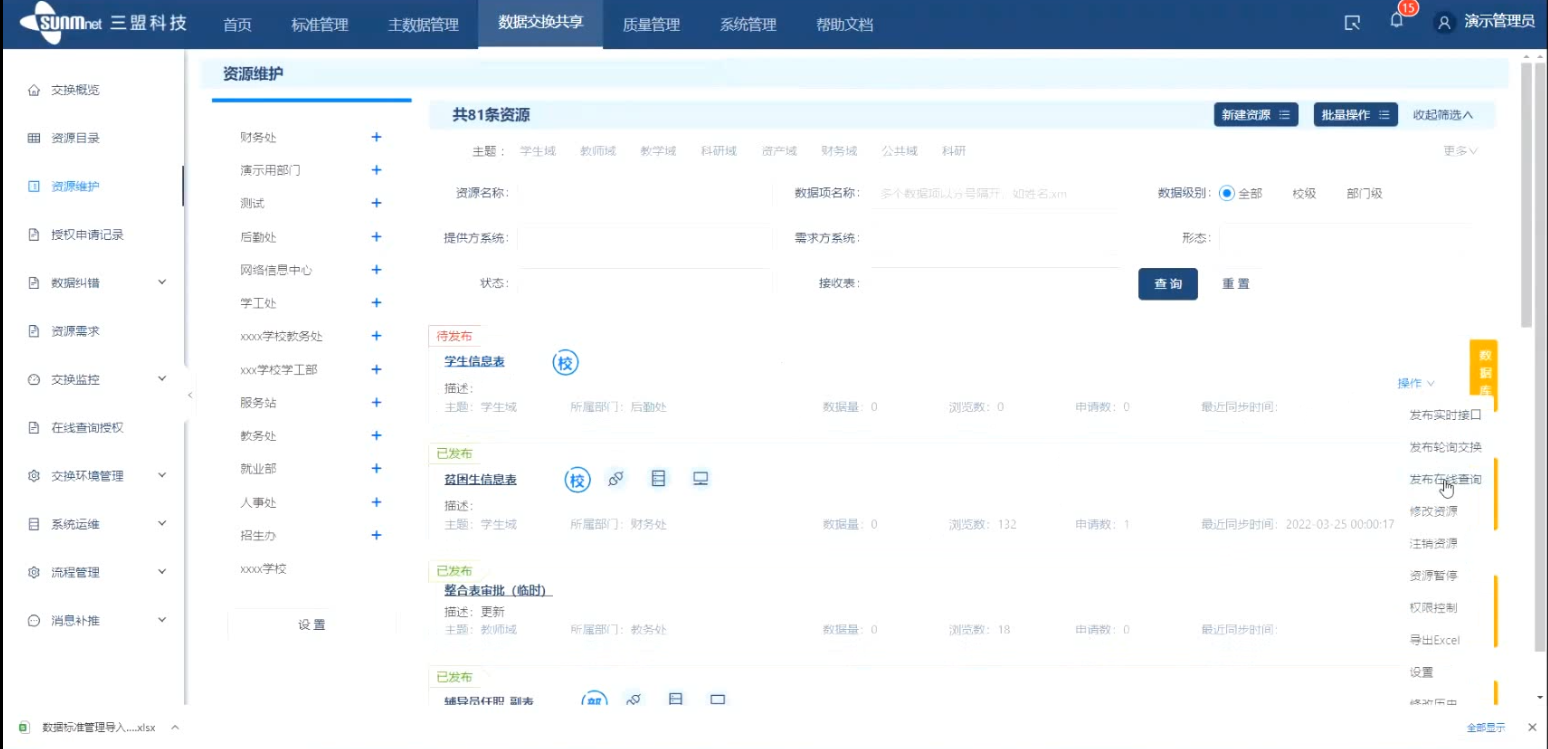 SUNMnet 三盟科技 首页 标准管理 主数据管理 数据交换共享 质量管理 系统管理 帮助文档 15 演示管理员
交换概览
资源目录
资源维护
授权申请记录
数据纠错
资源需求
交换监控
在线查询授权
交换环境管理
系统运维
流程管理
消息补推
资源维护
财务处 +
演示用部门 +
测试 +
后勤处 +
网络信息中心 +
学工处 +
xxxx学校教务处 +
xxx学校学工部 +
服务站 +
教务处 +
就业部 +
人事处 +
招生办 +
xxxx学校
设置
共81条资源 新建资源 批量操作 收起筛选
主题: 学生域 教师域 教学域 科研域 资产域 财务域 公共域 科研 更多
资源名称: 数据项名称: 多个数据项以分号隔开,如姓名;xm 数据级别: 全部 校级 部门级
提供方系统: 需求方系统: 形态:
状态: 接收表: 查询 重置
待发布
学生信息表 校
描述:
主题: 学生域 所属部门: 后勤处 数据量: 0 浏览数: 0 申请数: 0 最近同步时间:
操作
数据库
已发布
贫困生信息表 校
描述:
主题: 学生域 所属部门: 财务处 数据量: 0 浏览数: 132 申请数: 1 最近同步时间: 2022-03-25 00:00:17
已发布
整合表审批（临时）
描述: 更新
主题: 教师域 所属部门: 教务处 数据量: 0 浏览数: 18 申请数: 0 最近同步时间:
已发布
辅导员任职_副表 部
发布实时接口
发布轮询交换
发布在线查询
修改资源
注销资源
资源暂停
权限控制
导出Excel
设置
修改历史
数据标准管理导入....xlsx 全部显示